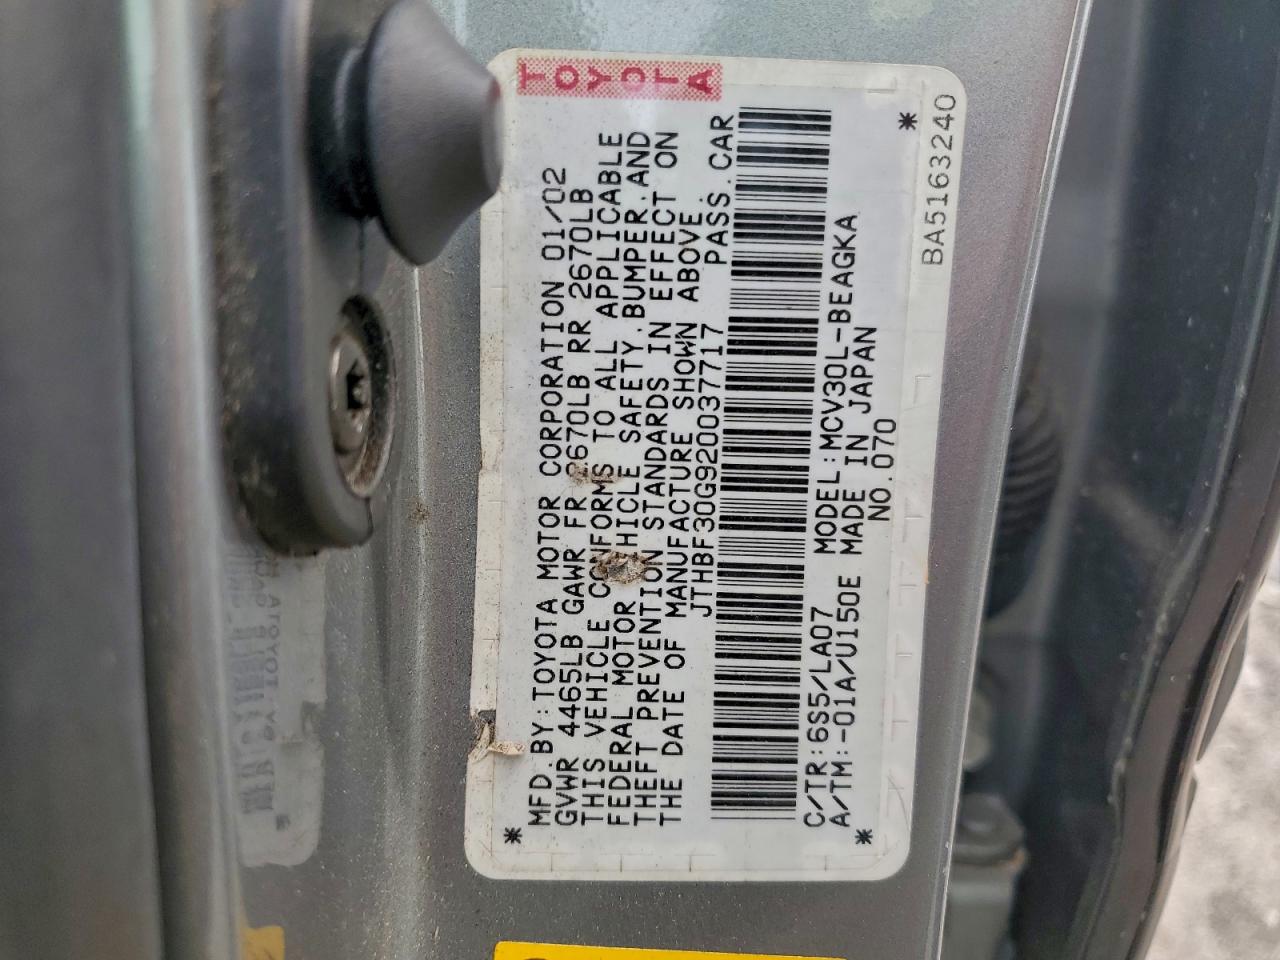 TOYOTA
MFD.BY:TOYOTA MOTOR CORPORATION 01/02
GVWR 4465LB GAWR FR 2670LB RR 2670LB
THIS VEHICLE CONFORMS TO ALL APPLICABLE
FEDERAL MOTOR VEHICLE SAFETY,BUMPER,AND
THEFT PREVENTION STANDARDS IN EFFECT ON
THE DATE OF MANUFACTURE SHOWN ABOVE.
JTHBF30G920037717 PASS.CAR
C/TR:6S5/LA07 MODEL:MCV30L-BEAGKA
A/TM:-01A/U150E MADE IN JAPAN
NO.070
BA5163240